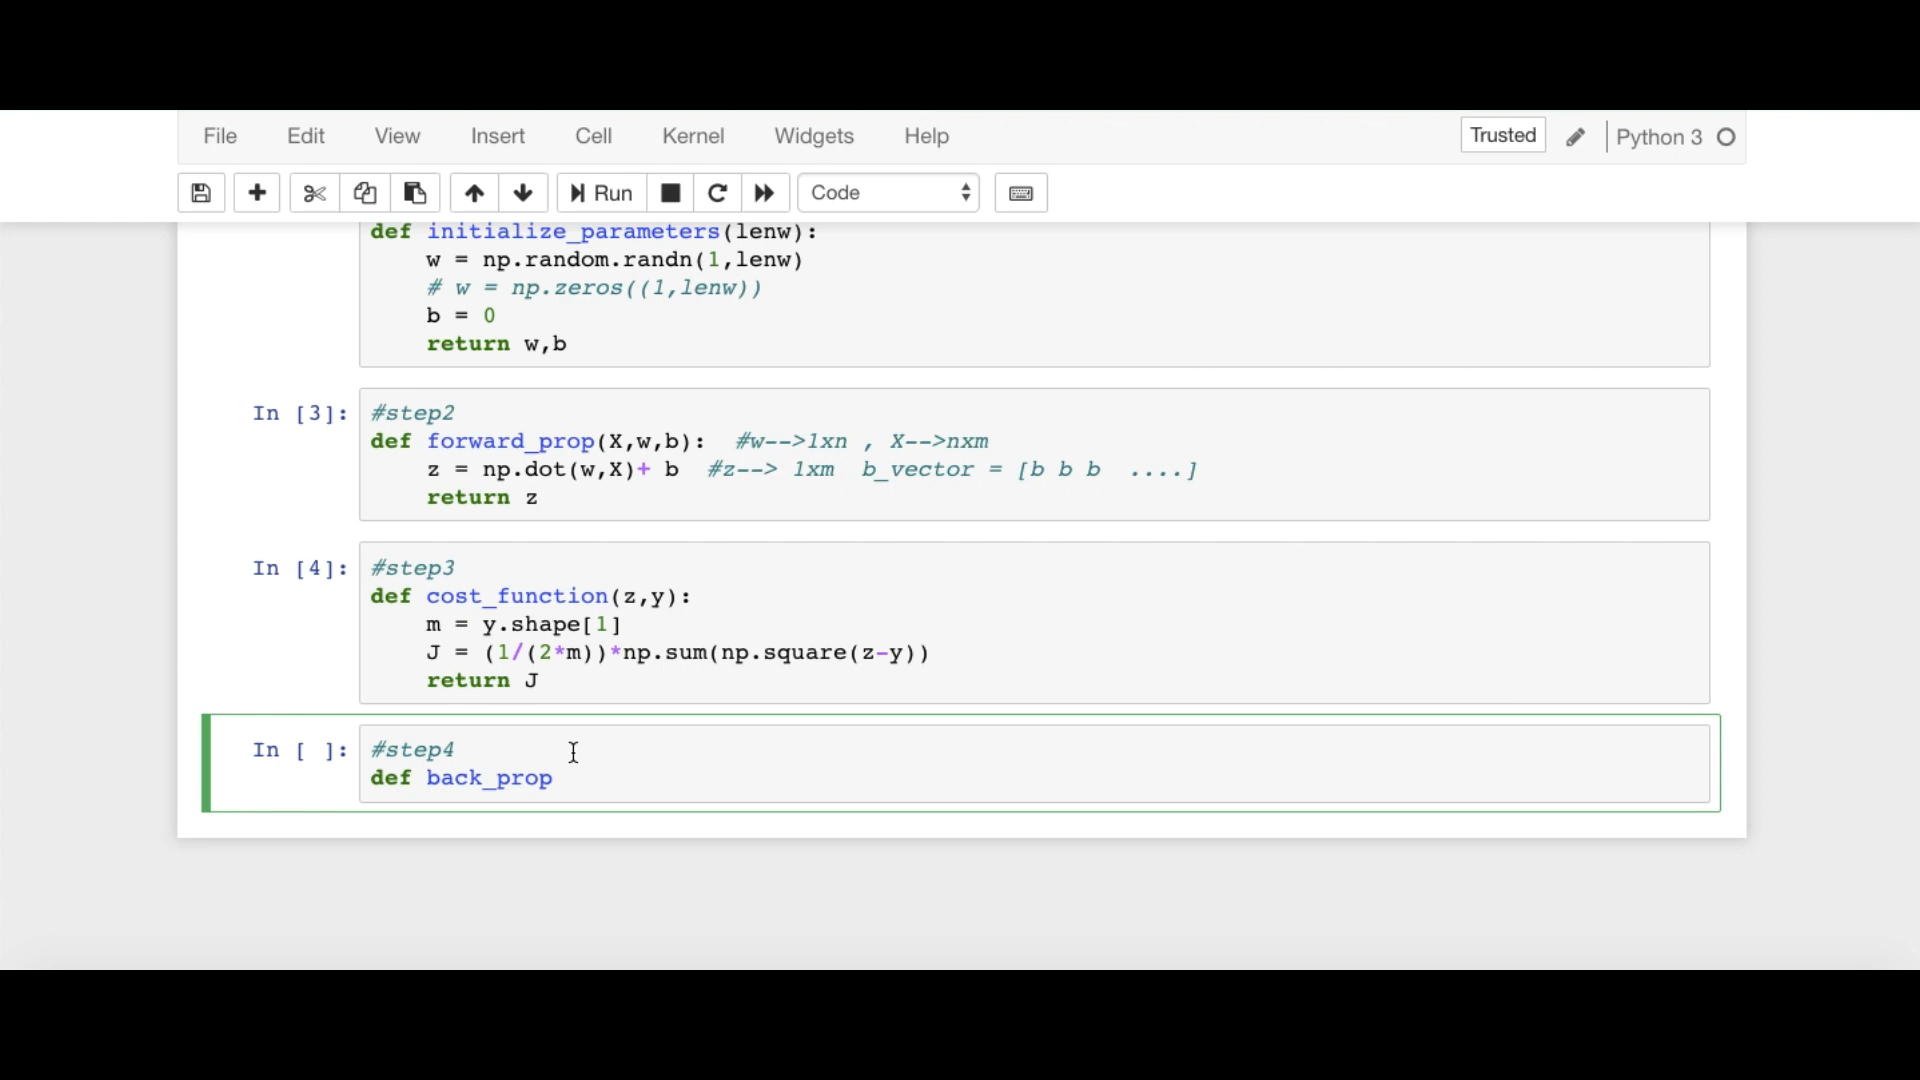 File Edit View Insert Cell Kernel Widgets Help Trusted Python 3
Run Code
def initialize_parameters(lenw):
w = np.random.randn(1,lenw)
# w = np.zeros((1,lenw))
b = 0
return w,b
In [3]: #step2
def forward_prop(X,w,b): #w-->1xn , X-->nxm
z = np.dot(w,X)+ b #z--> 1xm b_vector = [b b b ....]
return z
In [4]: #step3
def cost_function(z,y):
m = y.shape[1]
J = (1/(2*m))*np.sum(np.square(z-y))
return J
In [ ]: #step4
def back_prop